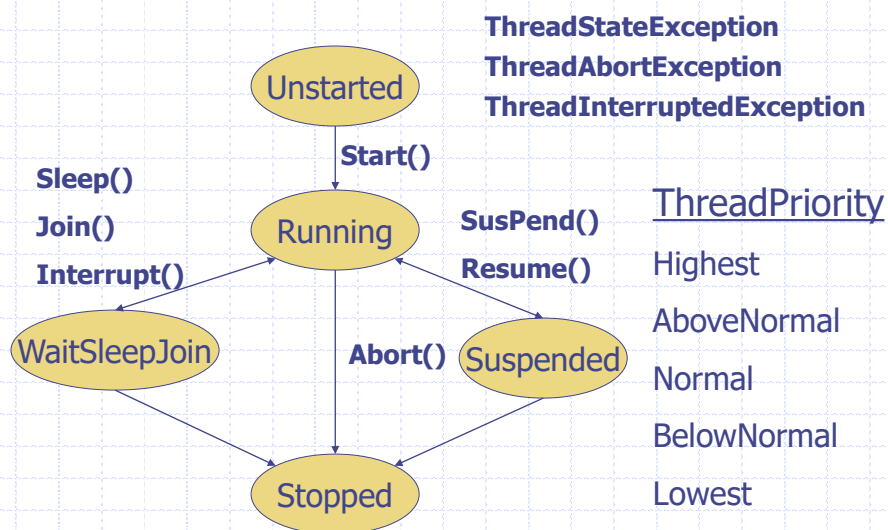 ThreadStateException
ThreadAbortException
ThreadInterruptedException
Unstarted
Start()
Sleep()
Join()
Interrupt()
Running
SusPend()
Resume()
WaitSleepJoin
Abort()
Suspended
Stopped
ThreadPriority
Highest
AboveNormal
Normal
BelowNormal
Lowest